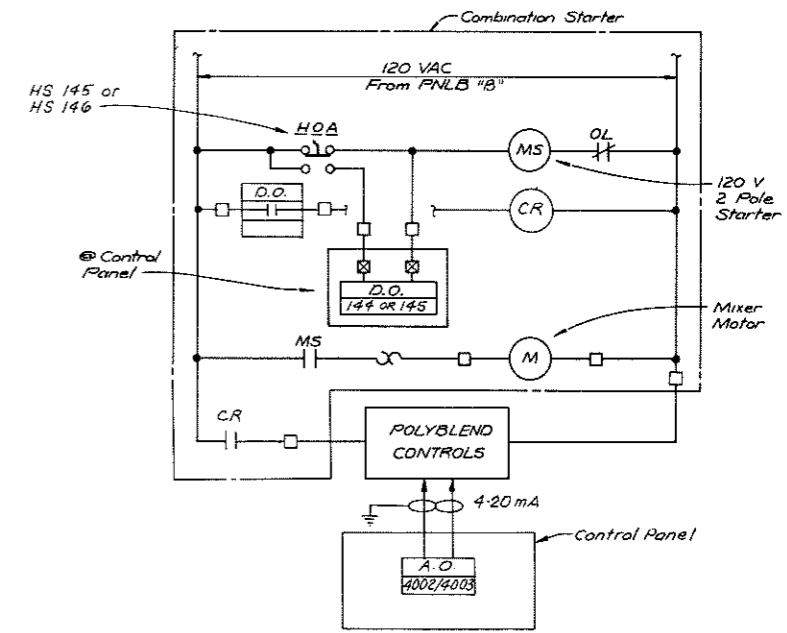 Combination Starter
120 VAC
From PNLB "B"
HS 145 or
HS 146
HOA
OL
MS
120 V
2 Pole
Starter
D.O.
CR
@ Control
Panel
D.O.
144 OR 145
Mixer
Motor
MS
M
CR
POLYBLEND
CONTROLS
4-20 mA
Control Panel
A.O.
4002/4003